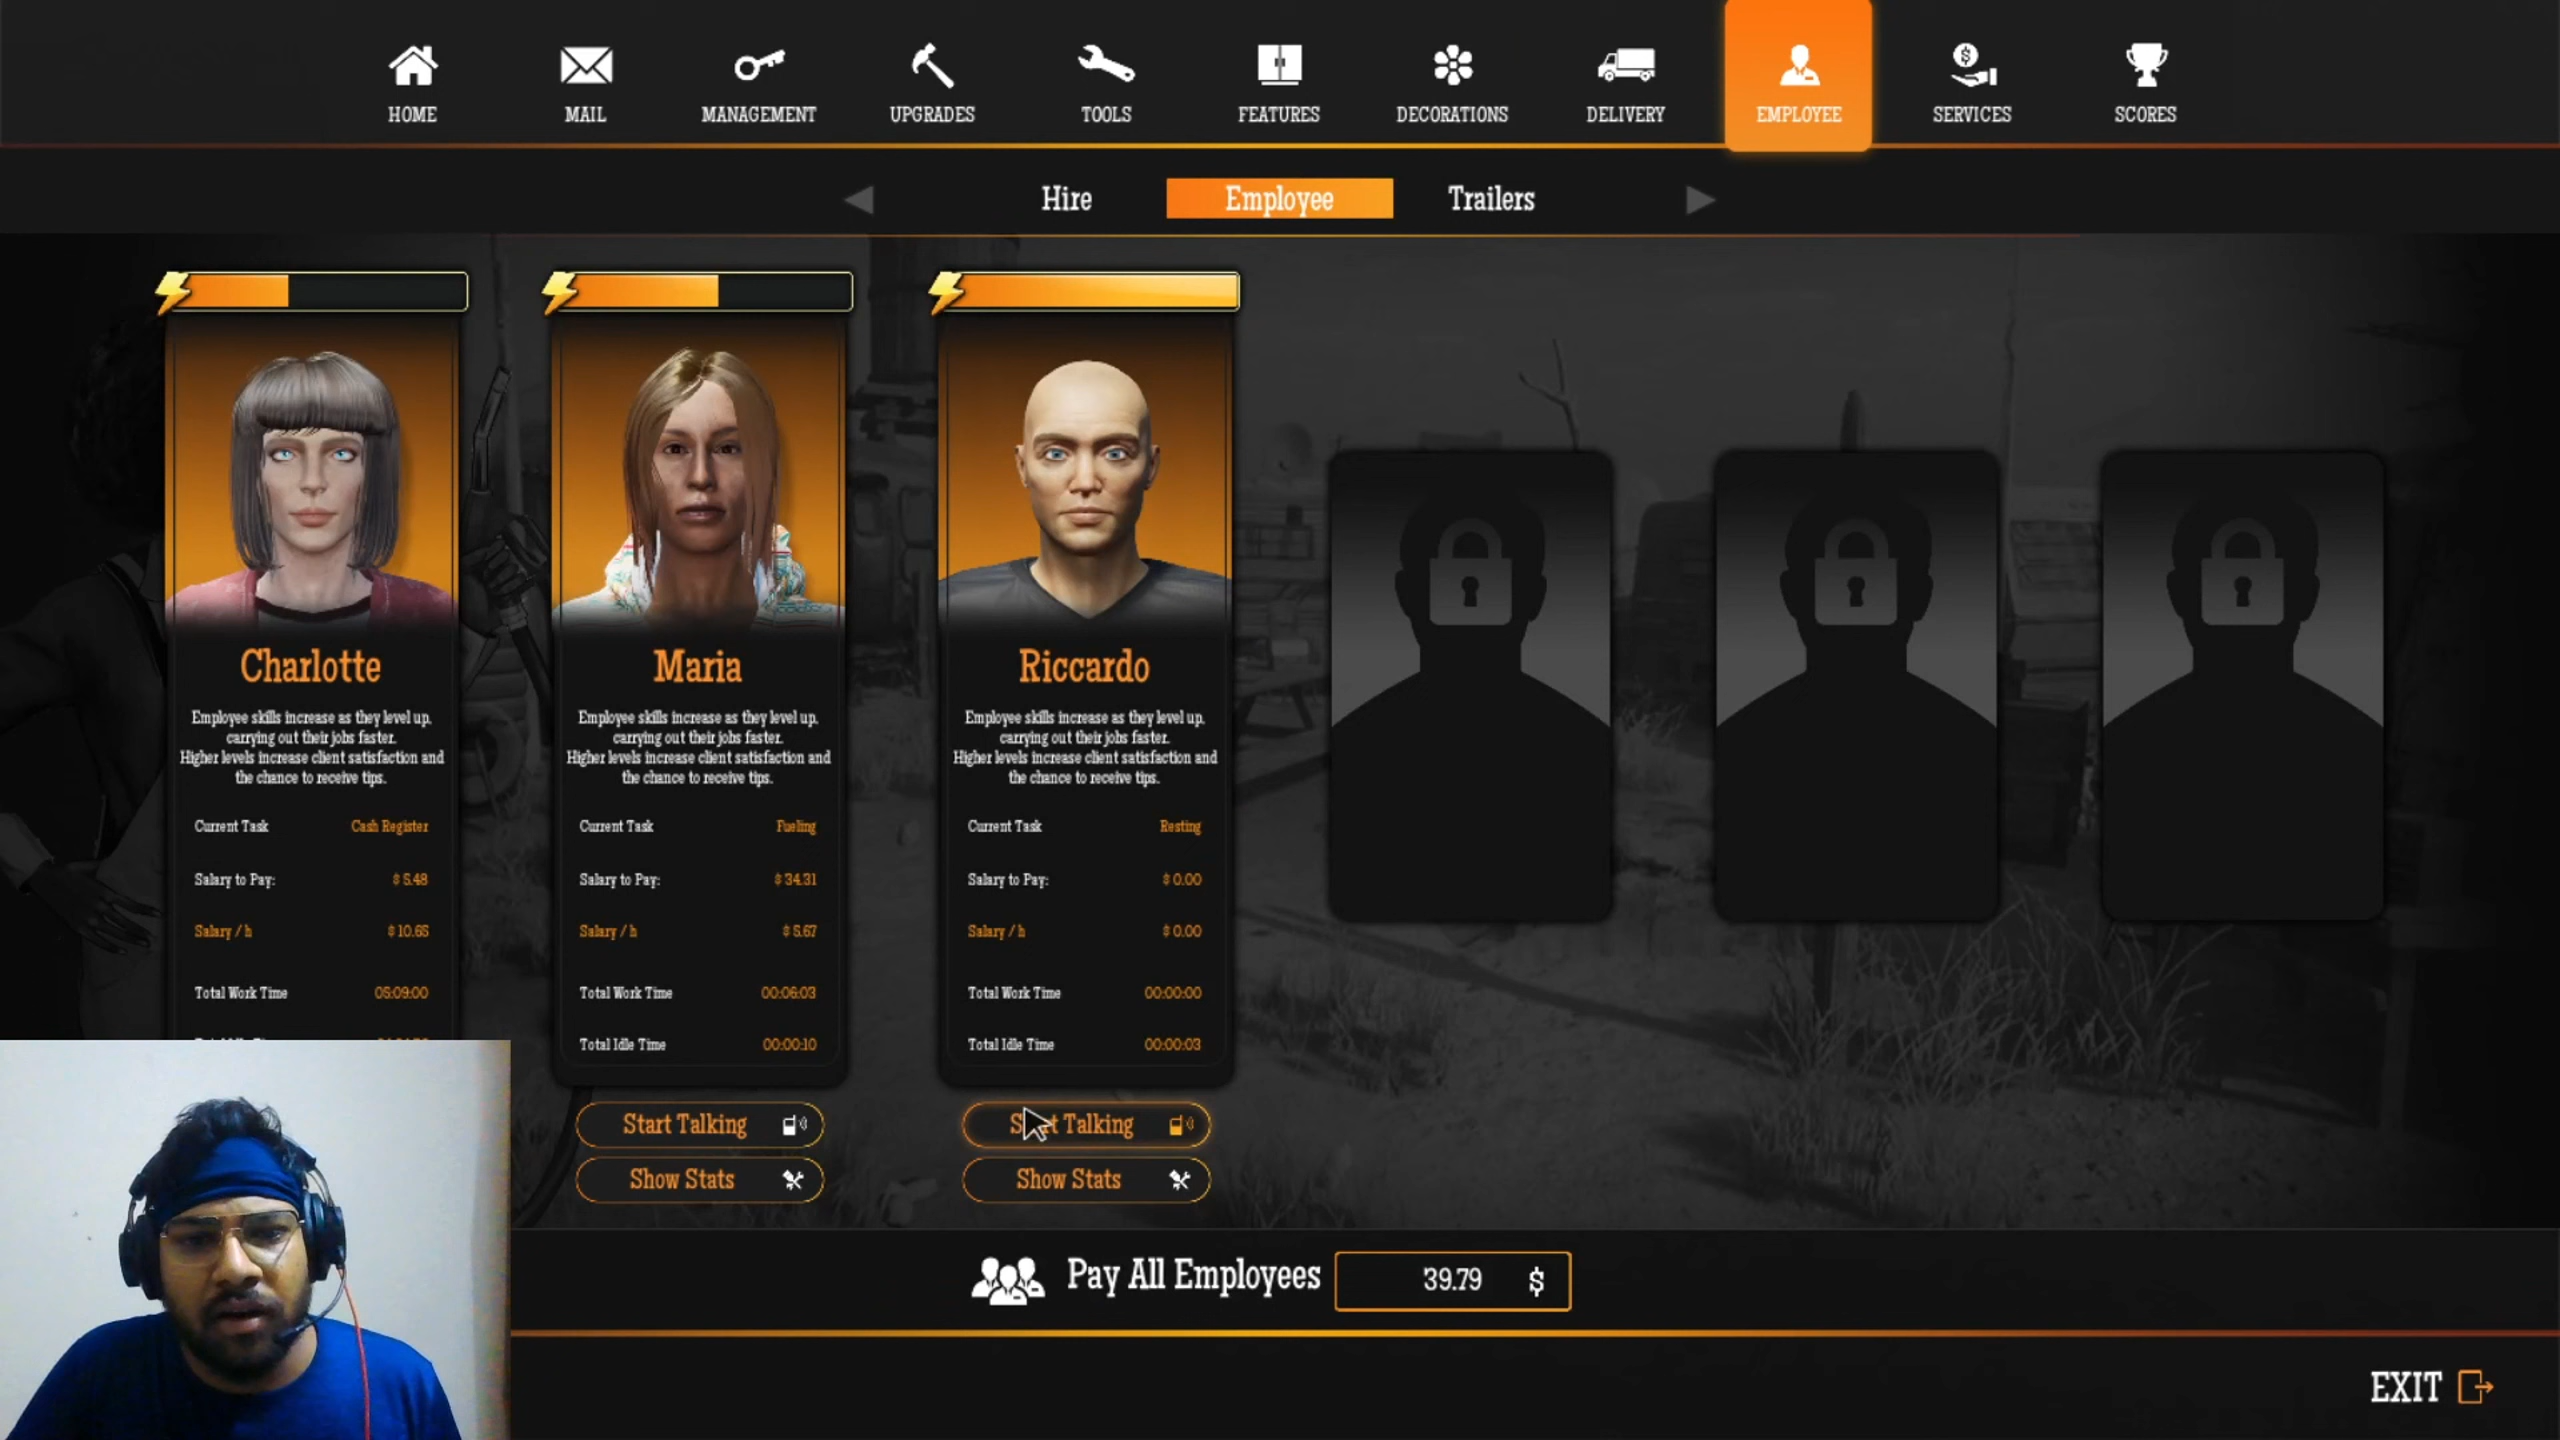 HOME
MAIL
MANAGEMENT
UPGRADES
TOOLS
FEATURES
DECORATIONS
DELIVERY
EMPLOYEE
SERVICES
SCORES
Hire
Employee
Trailers
Charlotte
Employee skills increase as they level up,
carrying out their jobs faster.
Higher levels increase client satisfaction and
the chance to receive tips.
Current Task Cash Register
Salary to Pay: $ 5.48
Salary / h $ 10.65
Total Work Time 05:09:00
Maria
Employee skills increase as they level up,
carrying out their jobs faster.
Higher levels increase client satisfaction and
the chance to receive tips.
Current Task Fueling
Salary to Pay: $ 34.31
Salary / h $ 5.67
Total Work Time 00:06:03
Total Idle Time 00:00:10
Start Talking
Show Stats
Riccardo
Employee skills increase as they level up,
carrying out their jobs faster.
Higher levels increase client satisfaction and
the chance to receive tips.
Current Task Resting
Salary to Pay: $ 0.00
Salary / h $ 0.00
Total Work Time 00:00:00
Total Idle Time 00:00:03
Talking
Show Stats
Pay All Employees 39.79 $
EXIT